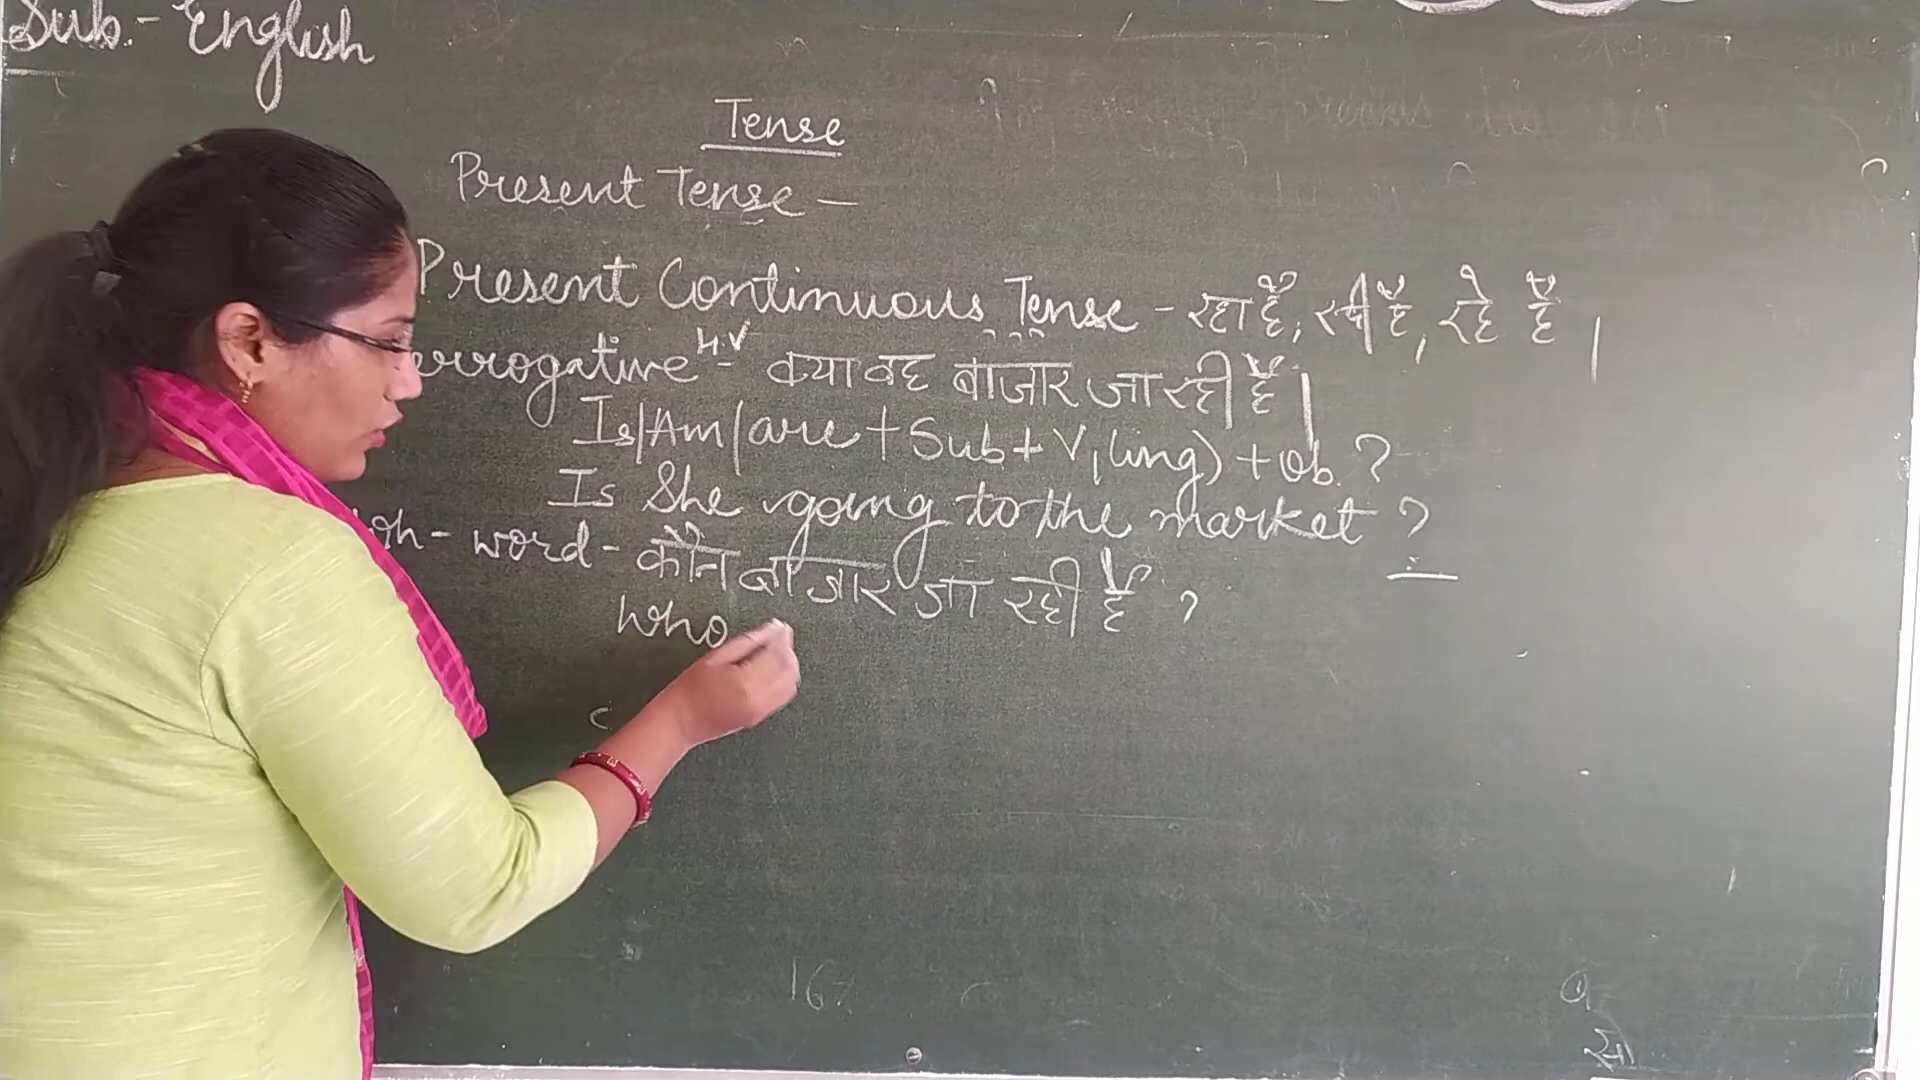 Sub.- English
Tense
Present Tense -
Present Continuous Tense - रहा है, रही है, रहे हैं |
errogative - H.V क्या वह बाजार जा रही है |
Is/Am/are + Sub + V1 (ing) + Ob. ?
Is She going to the market ?
wh - word - कौन बाजार जा रही है ?
Who
16